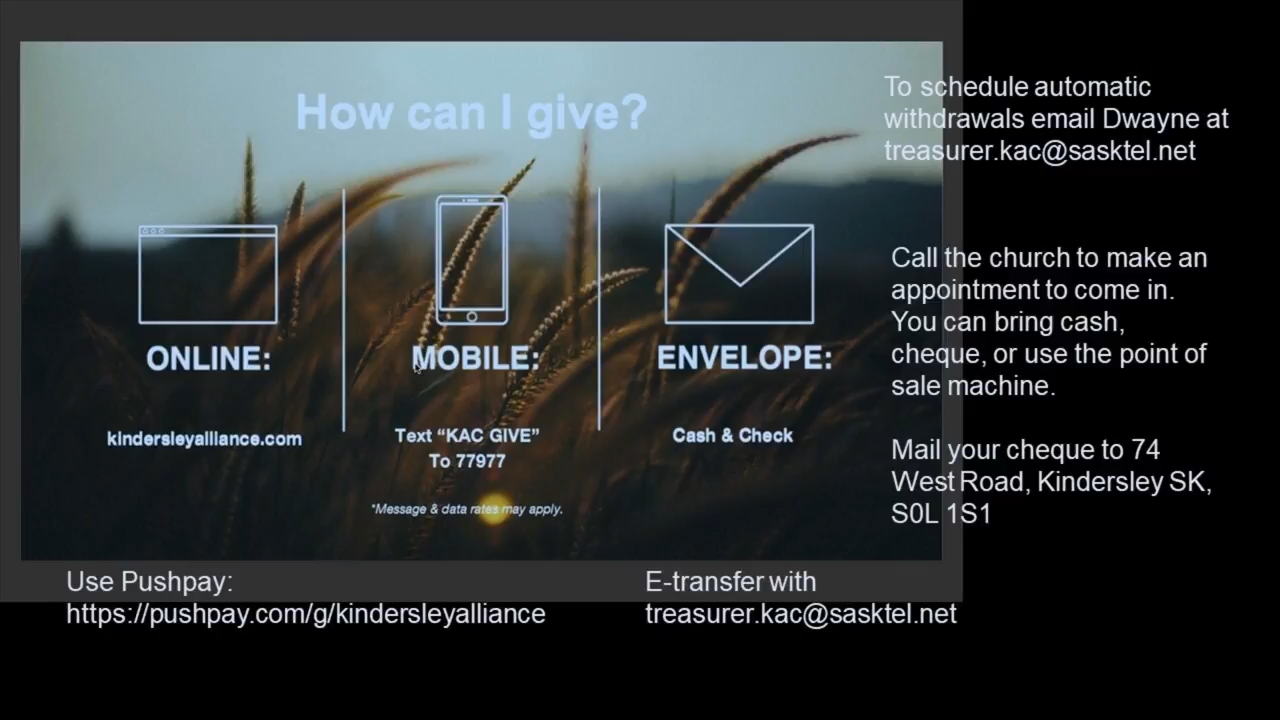 How can I give?
ONLINE:
kindersleyalliance.com
MOBILE:
Text “KAC GIVE”
To 77977
*Message & data rates may apply.
ENVELOPE:
Cash & Check
To schedule automatic
withdrawals email Dwayne at
treasurer.kac@sasktel.net
Call the church to make an
appointment to come in.
You can bring cash,
cheque, or use the point of
sale machine.
Mail your cheque to 74
West Road, Kindersley SK,
S0L 1S1
Use Pushpay:
https://pushpay.com/g/kindersleyalliance
E-transfer with
treasurer.kac@sasktel.net